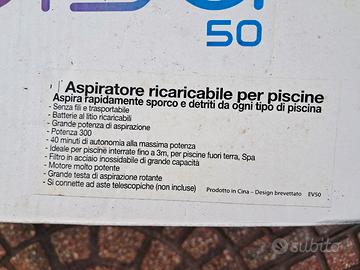 50
Aspiratore ricaricabile per piscine
Aspira rapidamente sporco e detriti da ogni tipo di piscina
- Senza fili e trasportabile
- Batterie al litio ricaricabili
- Grande potenza di aspirazione
- Potenza 300
- 40 minuti di autonomia alla massima potenza
- Ideale per piscine interrate fino a 3m, per piscine fuori terra, Spa
- Filtro in acciaio inossidabile di grande capacità
- Motore molto potente
- Grande testa di aspirazione rotante
- Si connette ad aste telescopiche (non incluse)
Prodotto in Cina – Design brevettato EV50
subito